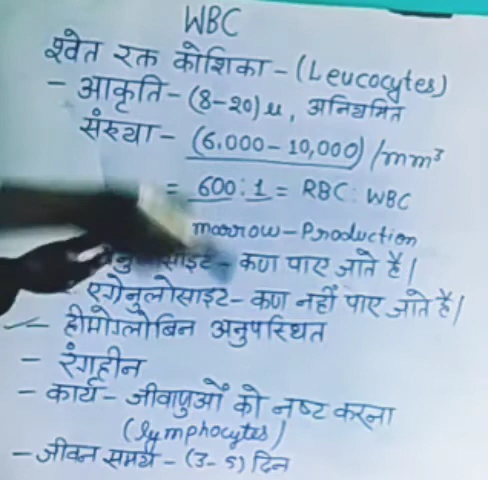 WBC
श्वेत रक्त कोशिका - (Leucocytes)
- आकृति - (8-20)u, अनियमित
संख्या - (6,000 - 10,000) /mm³
= 600 : 1 = RBC : WBC
marrow - Production
कण पाए जाते है|
एग्रेनुलोसाइट - कण नहीं पाए जाते है|
- हीमोग्लोबिन अनुपस्थित
- रंगहीन
- कार्य - जीवाणुओं को नष्ट करना
(lymphocytes)
- जीवन समय - (3-5) दिन